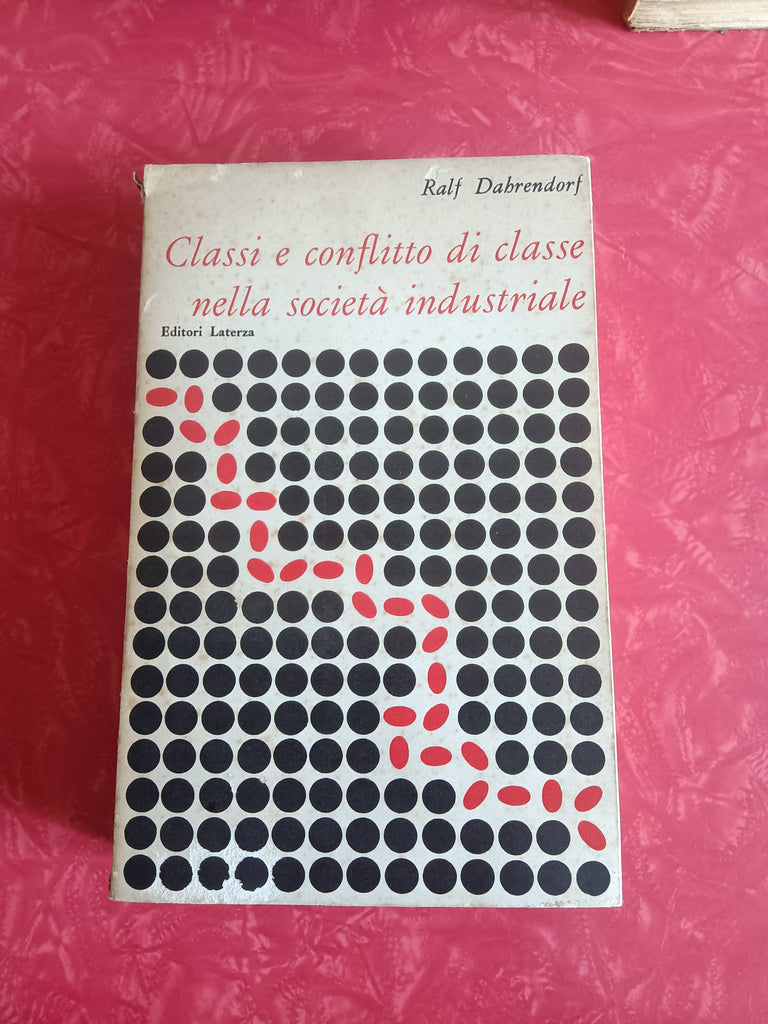 Ralf Dahrendorf
Classi e conflitto di classe
nella società industriale
Editori Laterza